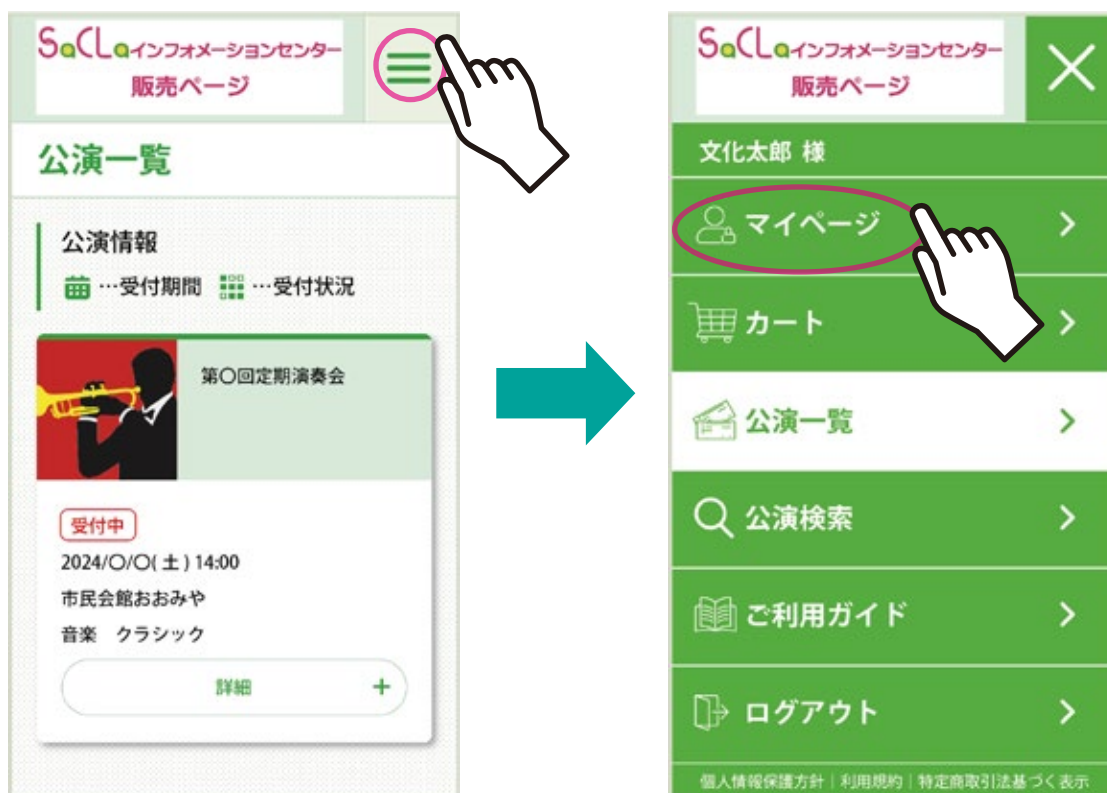 SaCLaインフォメーションセンター
販売ページ
公演一覧
公演情報
…受付期間 …受付状況
第〇回定期演奏会
受付中
2024/〇/〇(土) 14:00
市民会館おおみや
音楽 クラシック
詳細 +
SaCLaインフォメーションセンター
販売ページ
文化太郎 様
マイページ
カート
公演一覧
公演検索
ご利用ガイド
ログアウト
個人情報保護方針｜利用規約｜特定商取引法基づく表示